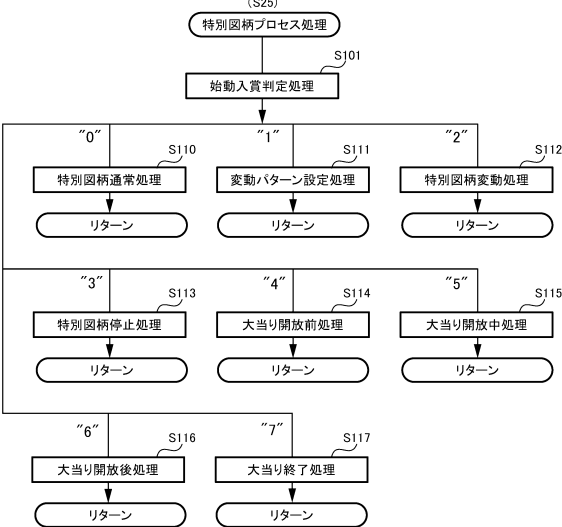 (S25)
特別図柄プロセス処理
S101
始動入賞判定処理
"0"
"1"
"2"
S110
S111
S112
特別図柄通常処理
変動パターン設定処理
特別図柄変動処理
リターン
リターン
リターン
"3"
"4"
"5"
S113
S114
S115
特別図柄停止処理
大当り開放前処理
大当り開放中処理
リターン
リターン
リターン
"6"
"7"
S116
S117
大当り開放後処理
大当り終了処理
リターン
リターン